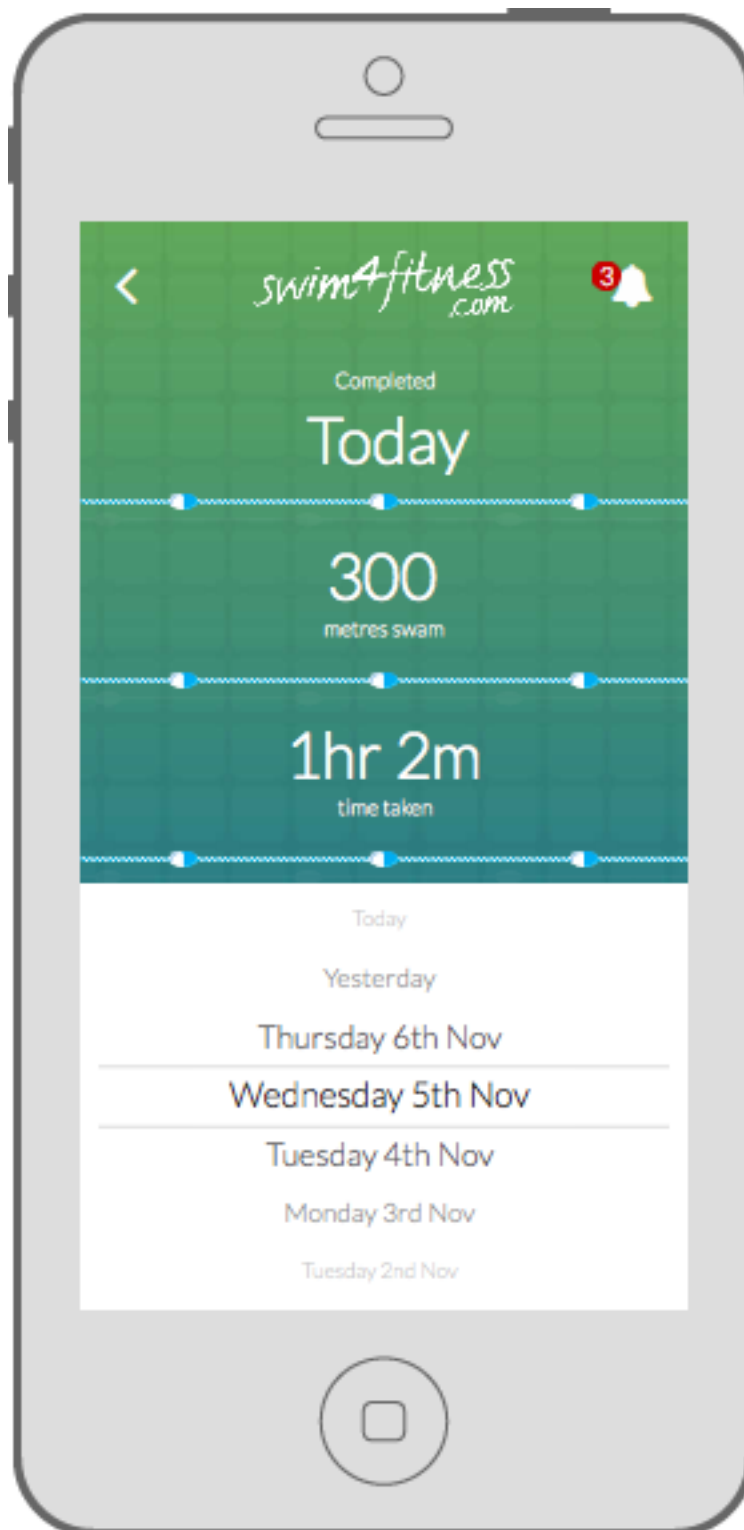 swim4fitness
.com
3
Completed
Today
300
metres swam
1hr 2m
time taken
Today
Yesterday
Thursday 6th Nov
Wednesday 5th Nov
Tuesday 4th Nov
Monday 3rd Nov
Tuesday 2nd Nov